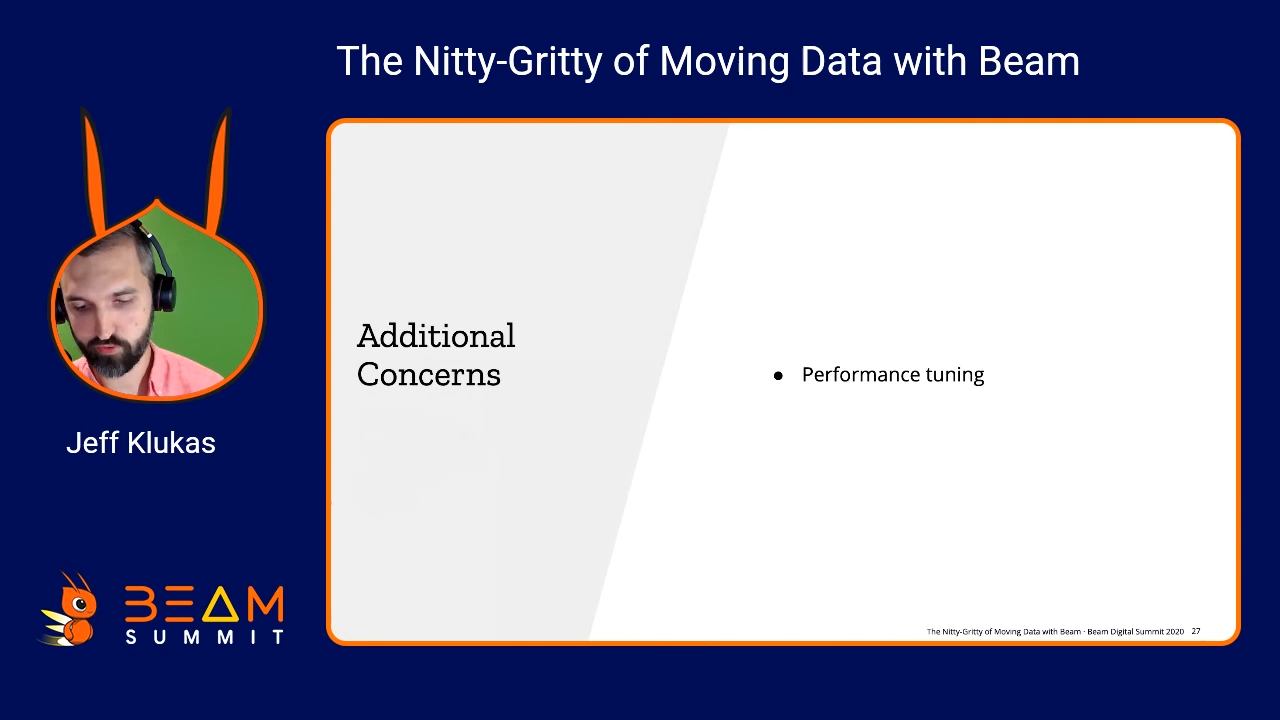 The Nitty-Gritty of Moving Data with Beam
Additional
Concerns
● Performance tuning
Jeff Klukas
BEAM
SUMMIT
The Nitty-Gritty of Moving Data with Beam - Beam Digital Summit 2020 27